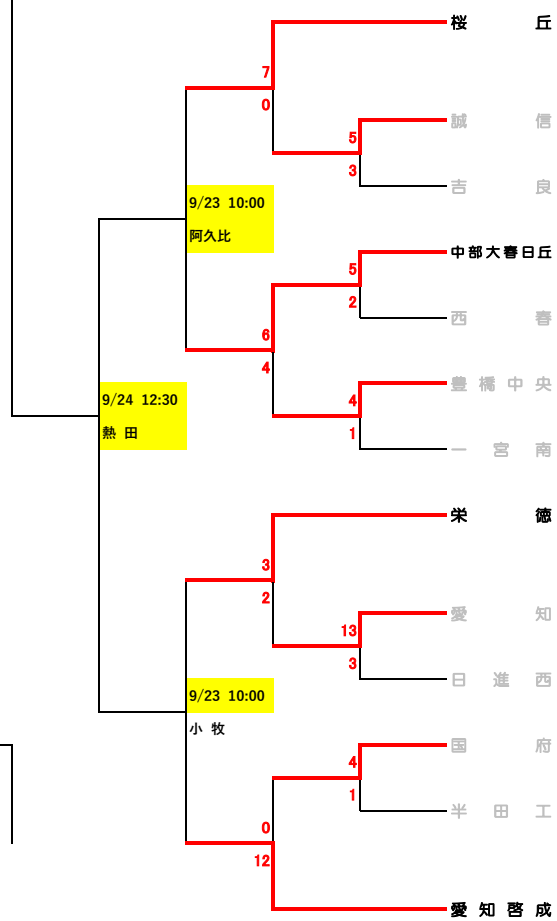 桜 丘
7
0
誠 信
5
3
吉 良
9/23 10:00
阿久比
中部大春日丘
5
2
西 春
6
4
豊橋中央
4
1
一宮南
9/24 12:30
熱 田
栄 徳
3
2
愛 知
13
3
日進西
9/23 10:00
小 牧
国 府
4
1
半田工
0
12
愛知啓成